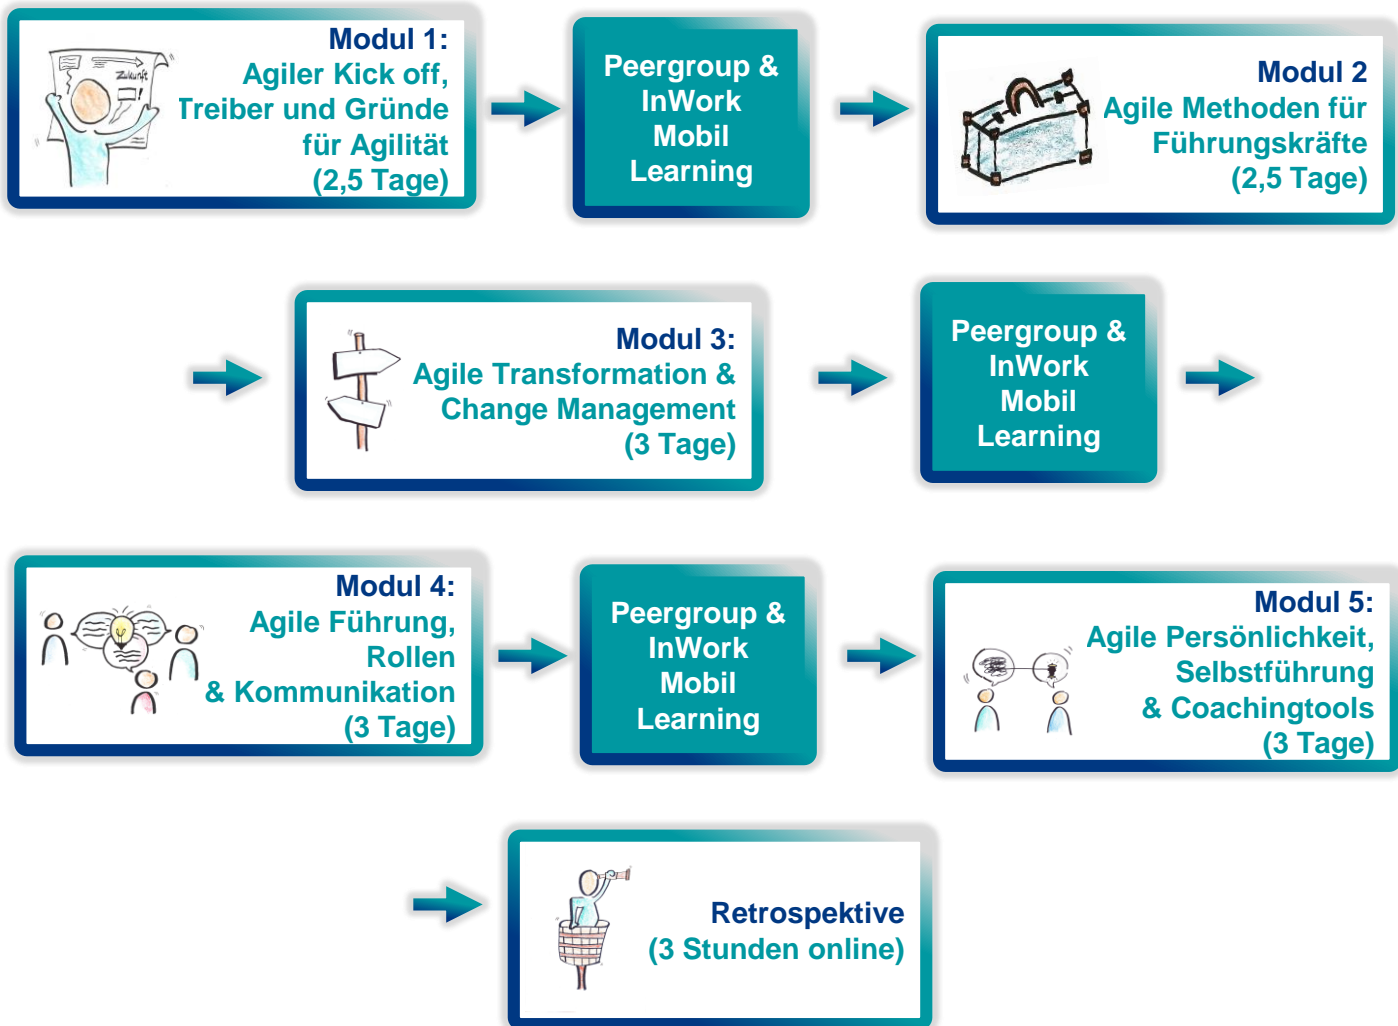 Modul 1:
Agiler Kick off,
Treiber und Gründe
für Agilität
(2,5 Tage)
Zukunft
!
Peergroup &
InWork
Mobil
Learning
Modul 2
Agile Methoden für
Führungskräfte
(2,5 Tage)
Modul 3:
Agile Transformation &
Change Management
(3 Tage)
Peergroup &
InWork
Mobil
Learning
Modul 4:
Agile Führung,
Rollen
& Kommunikation
(3 Tage)
Peergroup &
InWork
Mobil
Learning
Modul 5:
Agile Persönlichkeit,
Selbstführung
& Coachingtools
(3 Tage)
Retrospektive
(3 Stunden online)